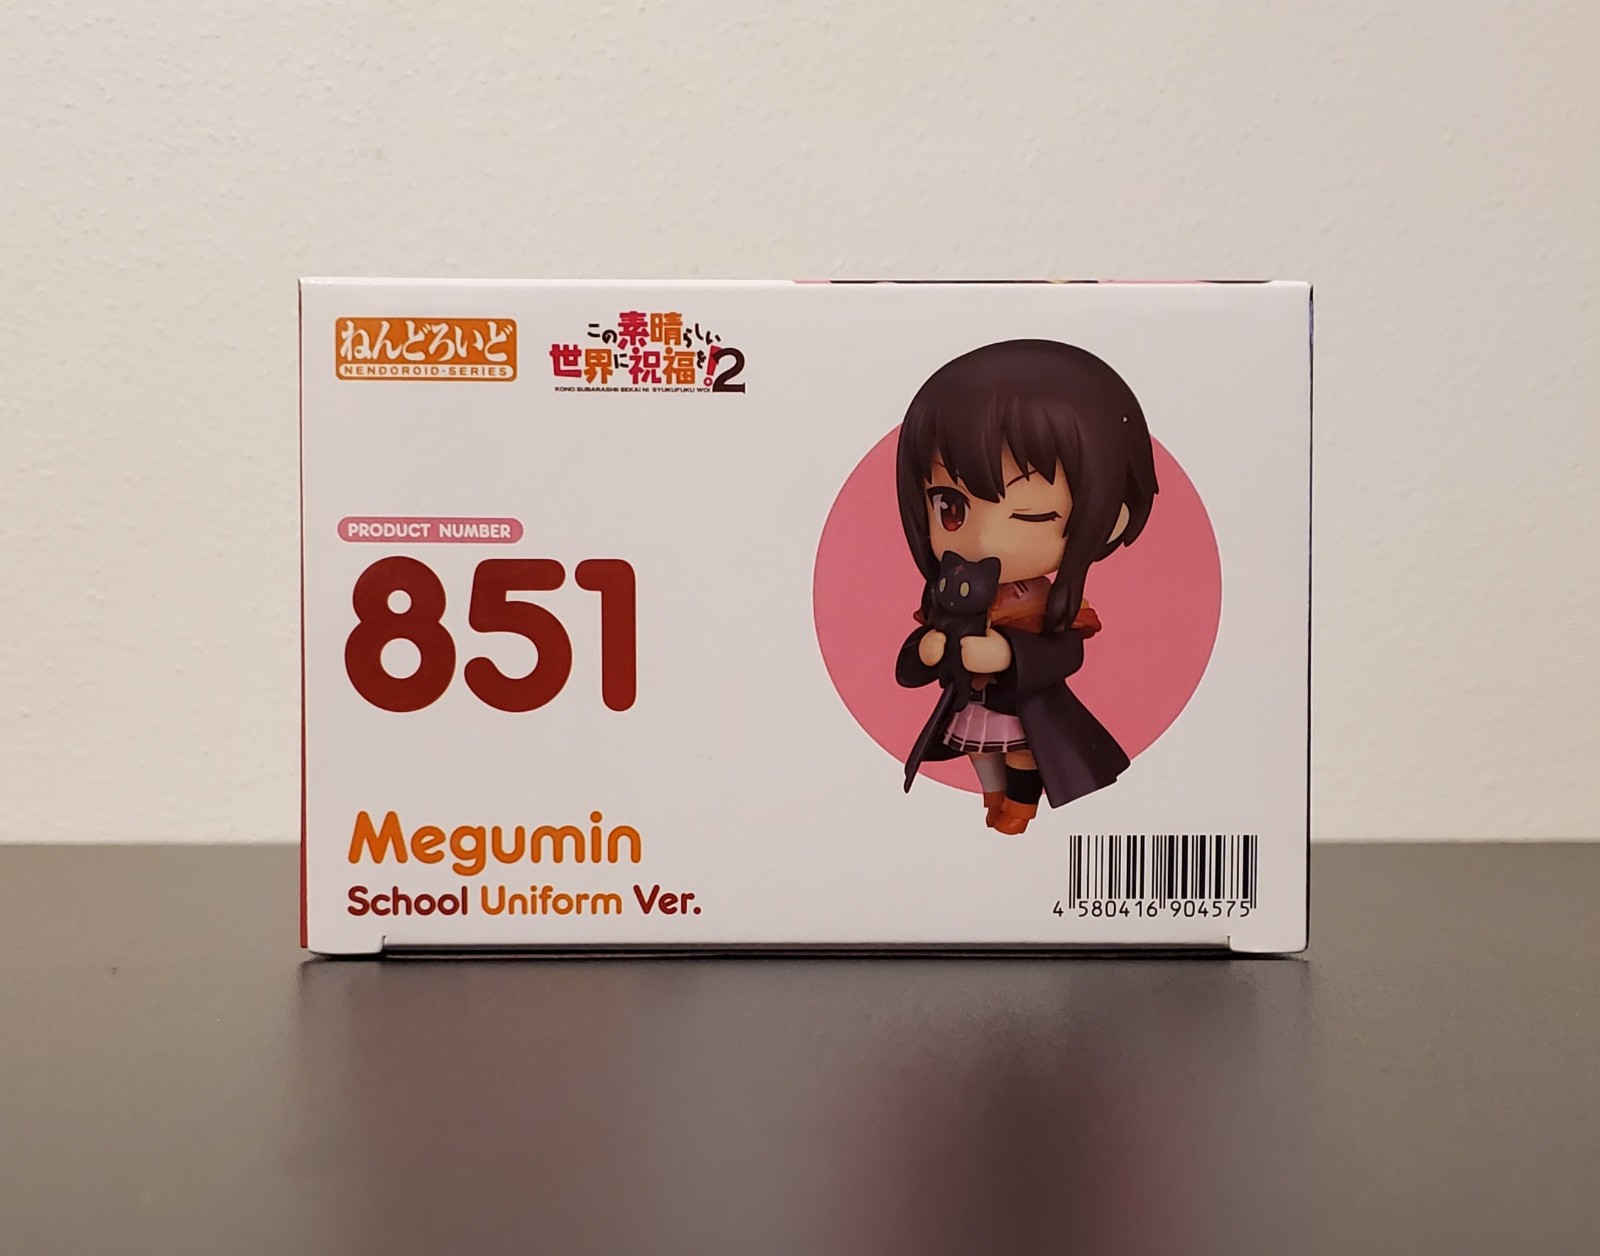 ねんどろいど
NENDOROID·SERIES
この素晴らしい
世界に祝福を!2
KONO SUBARASHII SEKAI NI SYUKUFUKU WO!
PRODUCT NUMBER
851
Megumin
School Uniform Ver.
4 580416 904575